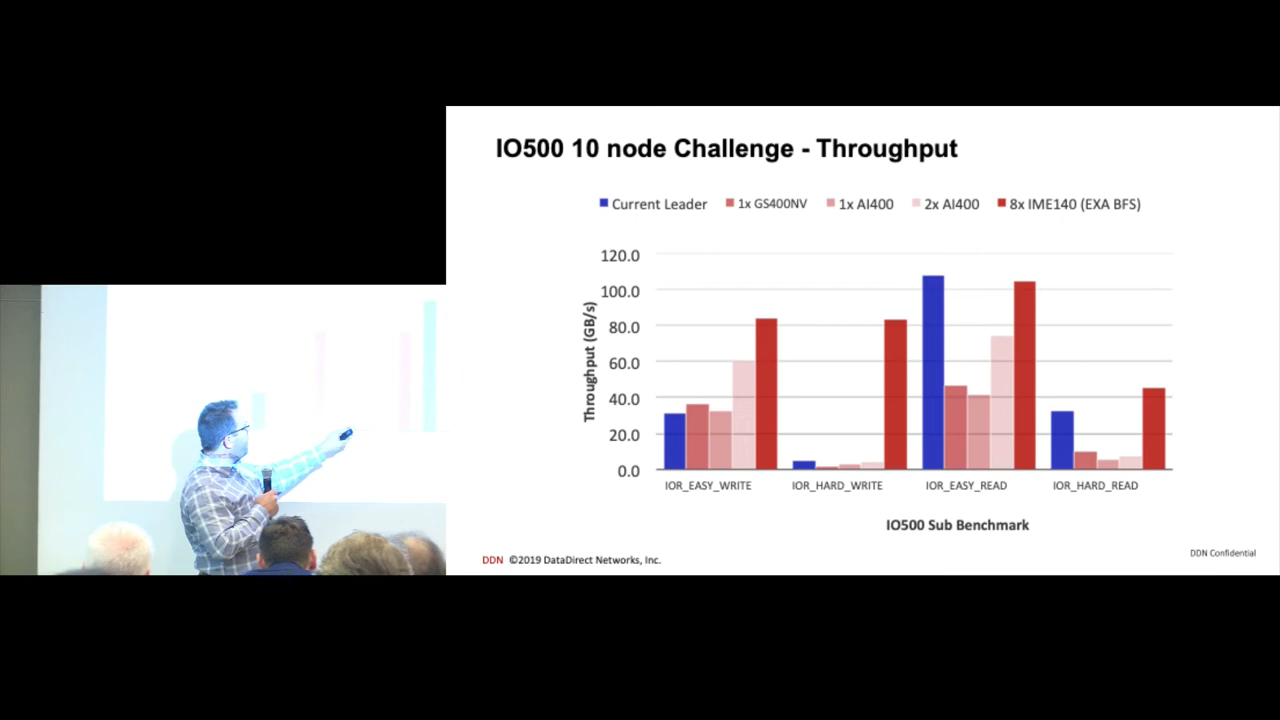 IO500 10 node Challenge - Throughput
Current Leader 1x GS400NV 1x AI400 2x AI400 8x IME140 (EXA BFS)
120.0
100.0
80.0
60.0
40.0
20.0
0.0
Throughput (GB/s)
IOR_EASY_WRITE IOR_HARD_WRITE IOR_EASY_READ IOR_HARD_READ
IO500 Sub Benchmark
DDN ©2019 DataDirect Networks, Inc.
DDN Confidential